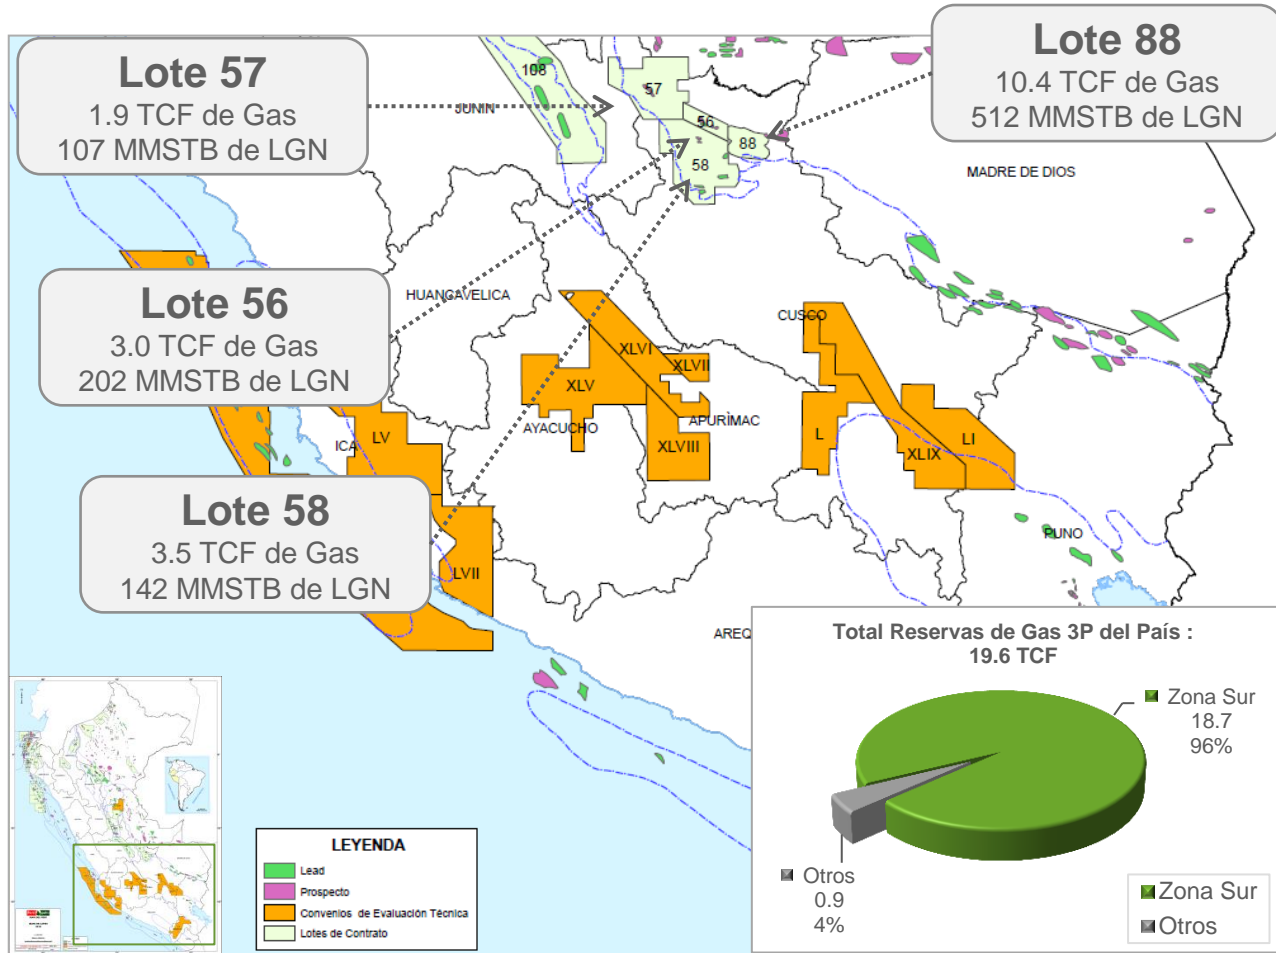 Lote 57
1.9 TCF de Gas
107 MMSTB de LGN
Lote 88
10.4 TCF de Gas
512 MMSTB de LGN
108
JUNIN
57
56
88
58
MADRE DE DIOS
Lote 56
3.0 TCF de Gas
202 MMSTB de LGN
HUANCAVELICA
CUSCO
XLVI
XLVII
XLV
AYACUCHO
APURÌMAC
XLVIII
ICA
LV
L
LI
XLIX
Lote 58
3.5 TCF de Gas
142 MMSTB de LGN
LVII
PUNO
AREQ
Total Reservas de Gas 3P del País :
19.6 TCF
Zona Sur
18.7
96%
Otros
0.9
4%
Zona Sur
Otros
LEYENDA
Lead
Prospecto
Convenios de Evaluación Técnica
Lotes de Contrato